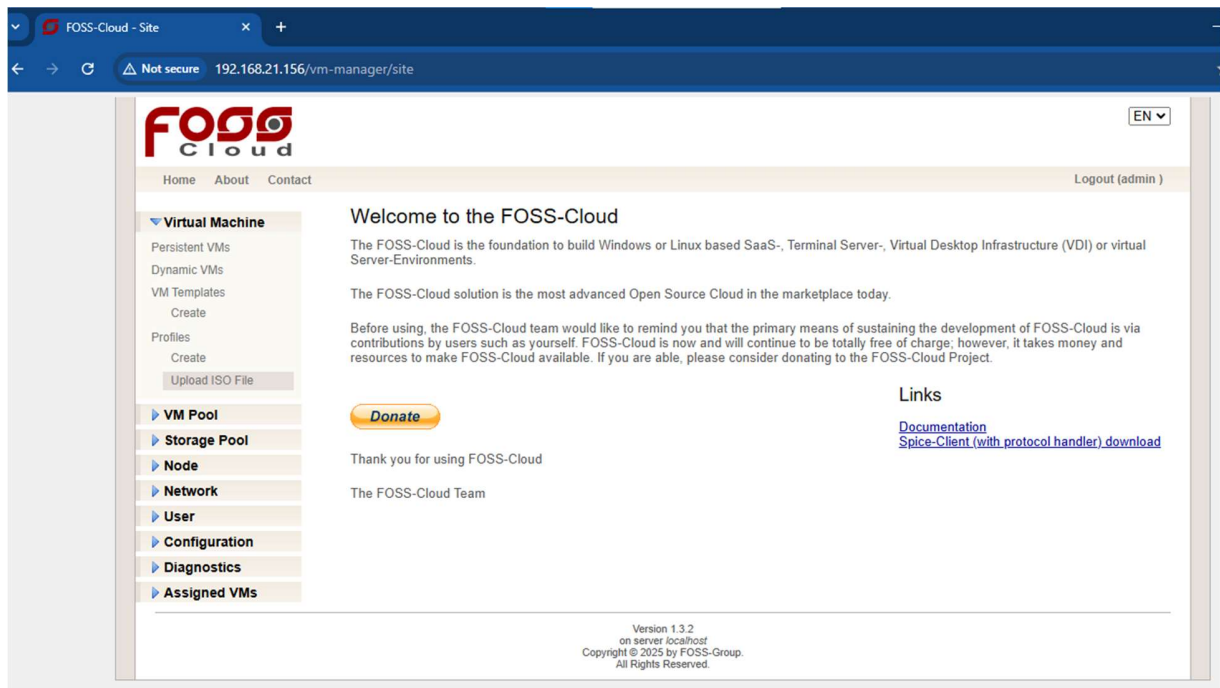 FOSS-Cloud - Site
Not secure 192.168.21.156/vm-manager/site
FOSS
Cloud
EN
Home About Contact
Logout (admin )
Virtual Machine
Persistent VMs
Dynamic VMs
VM Templates
Create
Profiles
Create
Upload ISO File
VM Pool
Storage Pool
Node
Network
User
Configuration
Diagnostics
Assigned VMs
Welcome to the FOSS-Cloud
The FOSS-Cloud is the foundation to build Windows or Linux based SaaS-, Terminal Server-, Virtual Desktop Infrastructure (VDI) or virtual
Server-Environments.
The FOSS-Cloud solution is the most advanced Open Source Cloud in the marketplace today.
Before using, the FOSS-Cloud team would like to remind you that the primary means of sustaining the development of FOSS-Cloud is via
contributions by users such as yourself. FOSS-Cloud is now and will continue to be totally free of charge; however, it takes money and
resources to make FOSS-Cloud available. If you are able, please consider donating to the FOSS-Cloud Project.
Donate
Thank you for using FOSS-Cloud
The FOSS-Cloud Team
Links
Documentation
Spice-Client (with protocol handler) download
Version 1.3.2
on server localhost
Copyright © 2025 by FOSS-Group.
All Rights Reserved.